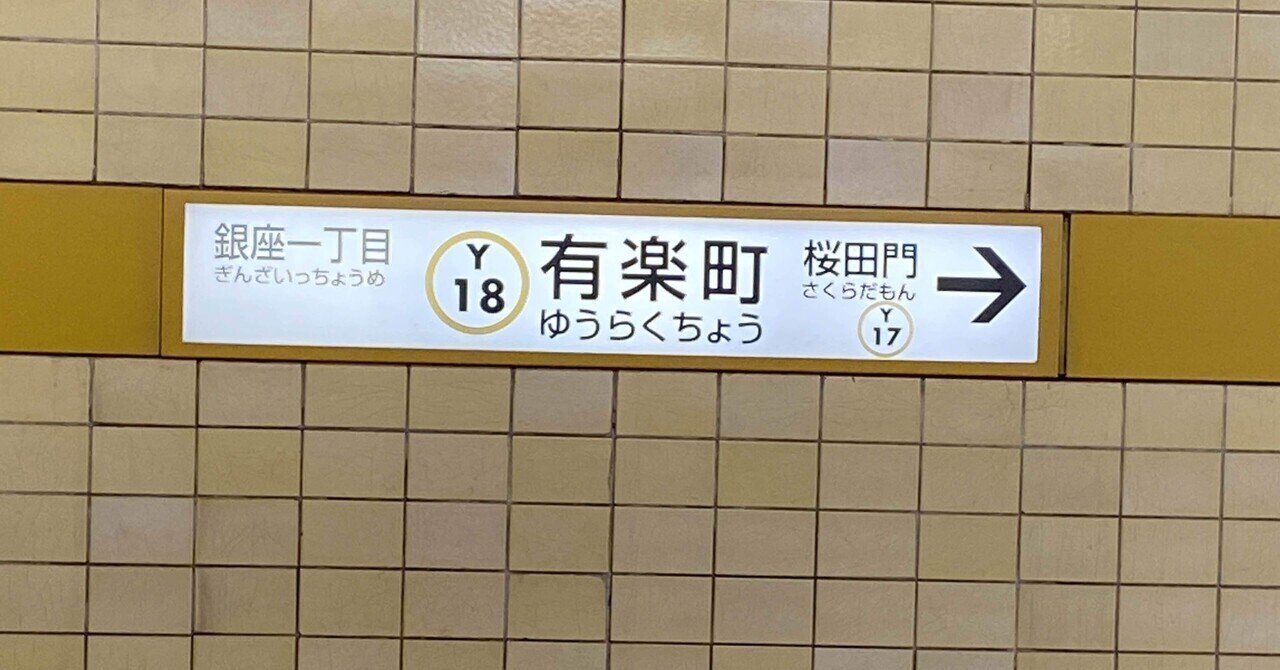 銀座一丁目
ぎんざいっちょうめ
Y
18
有楽町
ゆうらくちょう
桜田門
さくらだもん
Y
17
→